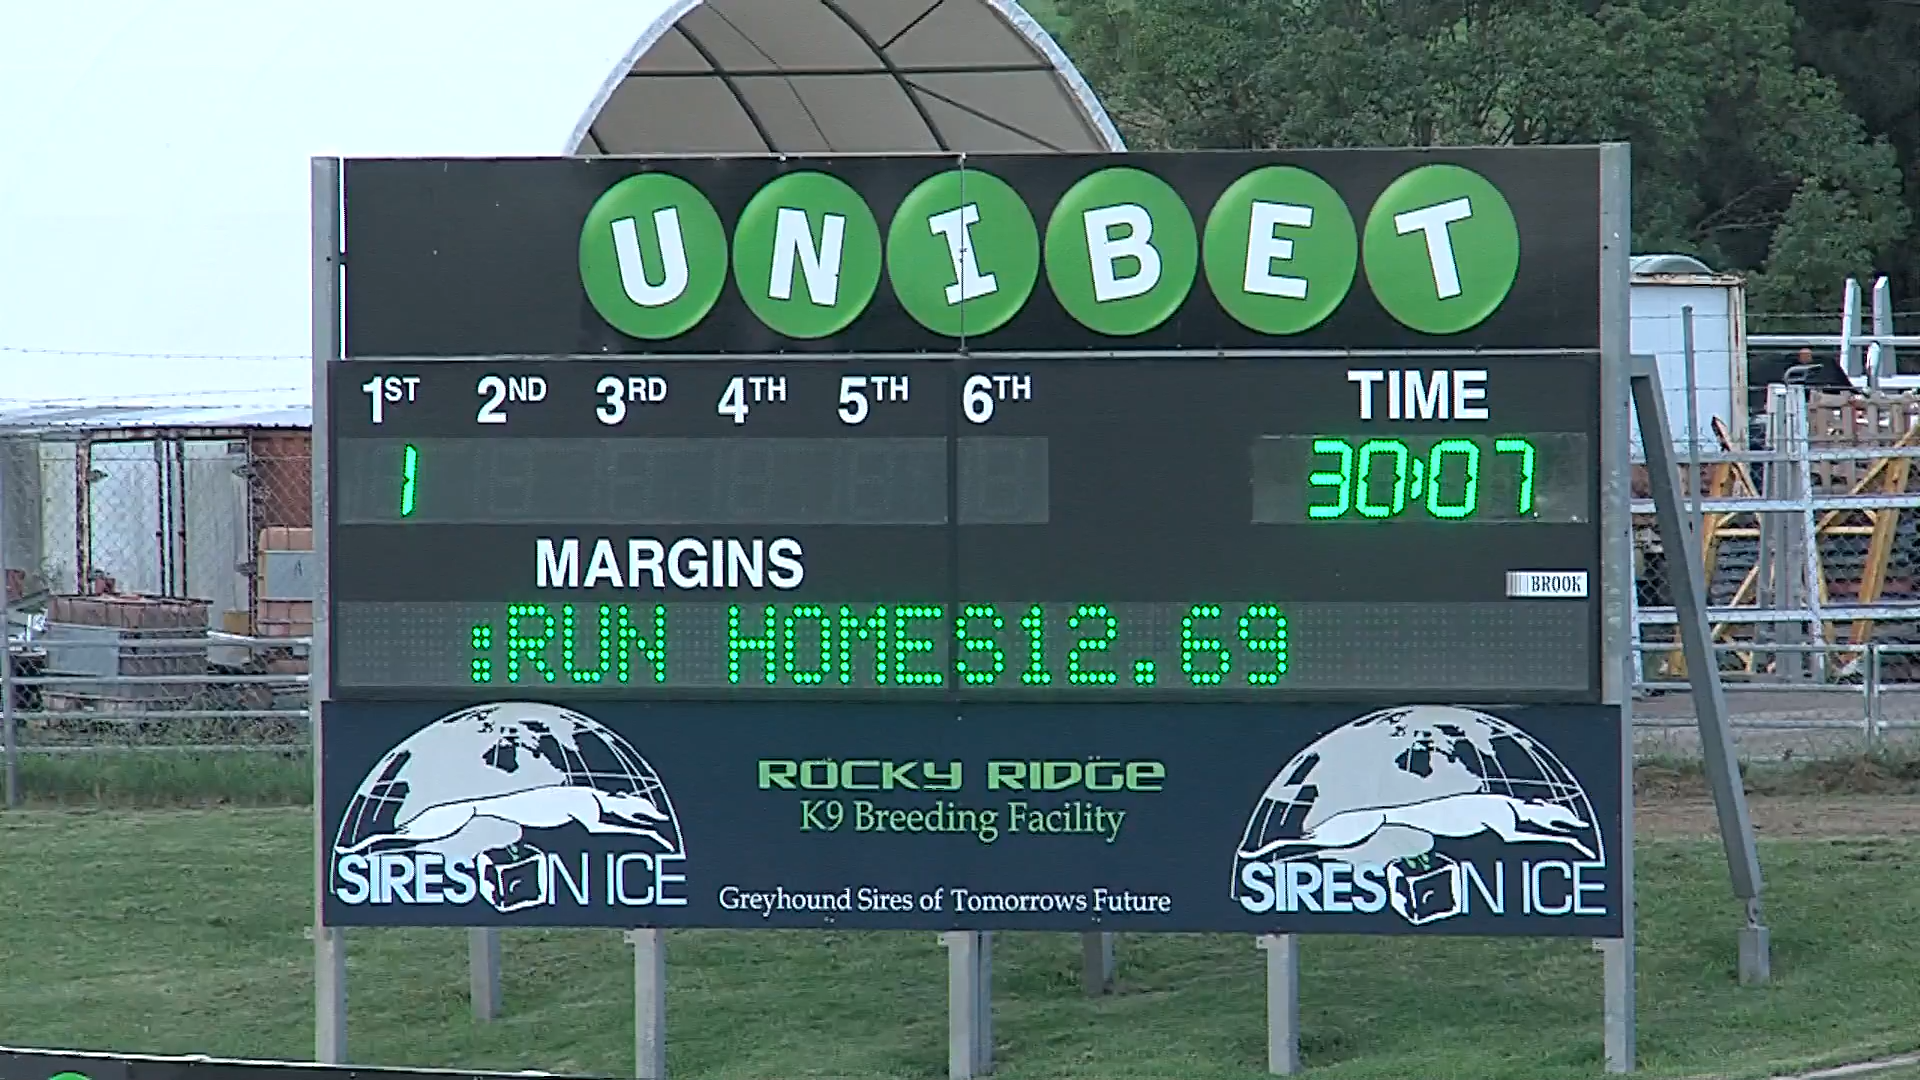 UNIBET
1ST 2ND 3RD 4TH 5TH 6TH TIME
1 30:07
MARGINS
BROOK
:RUN HOMES12.69
ROCKY RIDGE
K9 Breeding Facility
SIRES ON ICE
Greyhound Sires of Tomorrows Future
SIRES ON ICE